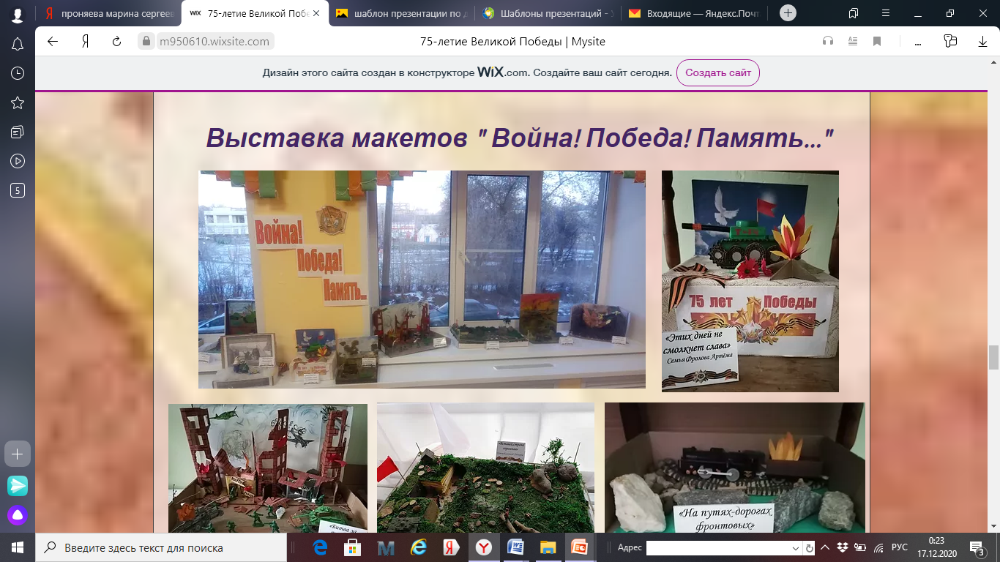 проняева марина сергеев
WIX 75-летие Великой Побе
шаблон презентации по д
Шаблоны презентаций - У
Входящие — Яндекс.Почт
m950610.wixsite.com
75-летие Великой Победы | Mysite
Дизайн этого сайта создан в конструкторе WiX.com. Создайте ваш сайт сегодня.
Создать сайт
Выставка макетов " Война! Победа! Память..."
Война!
Победа!
Память...
75 лет Победы
«Этих дней не
смолкнет слава»
Семья Фролова Артёма
«Битва за
«На путях-дорогах
фронтовых»
5
Введите здесь текст для поиска
Адрес
РУС
0:23
17.12.2020
3